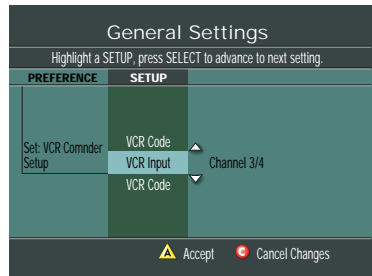 General Settings
Highlight a SETUP, press SELECT to advance to next setting.
PREFERENCE SETUP
VCR Code
Set: VCR Comnder
Setup
VCR Input Channel 3/4
VCR Code
A Accept C Cancel Changes